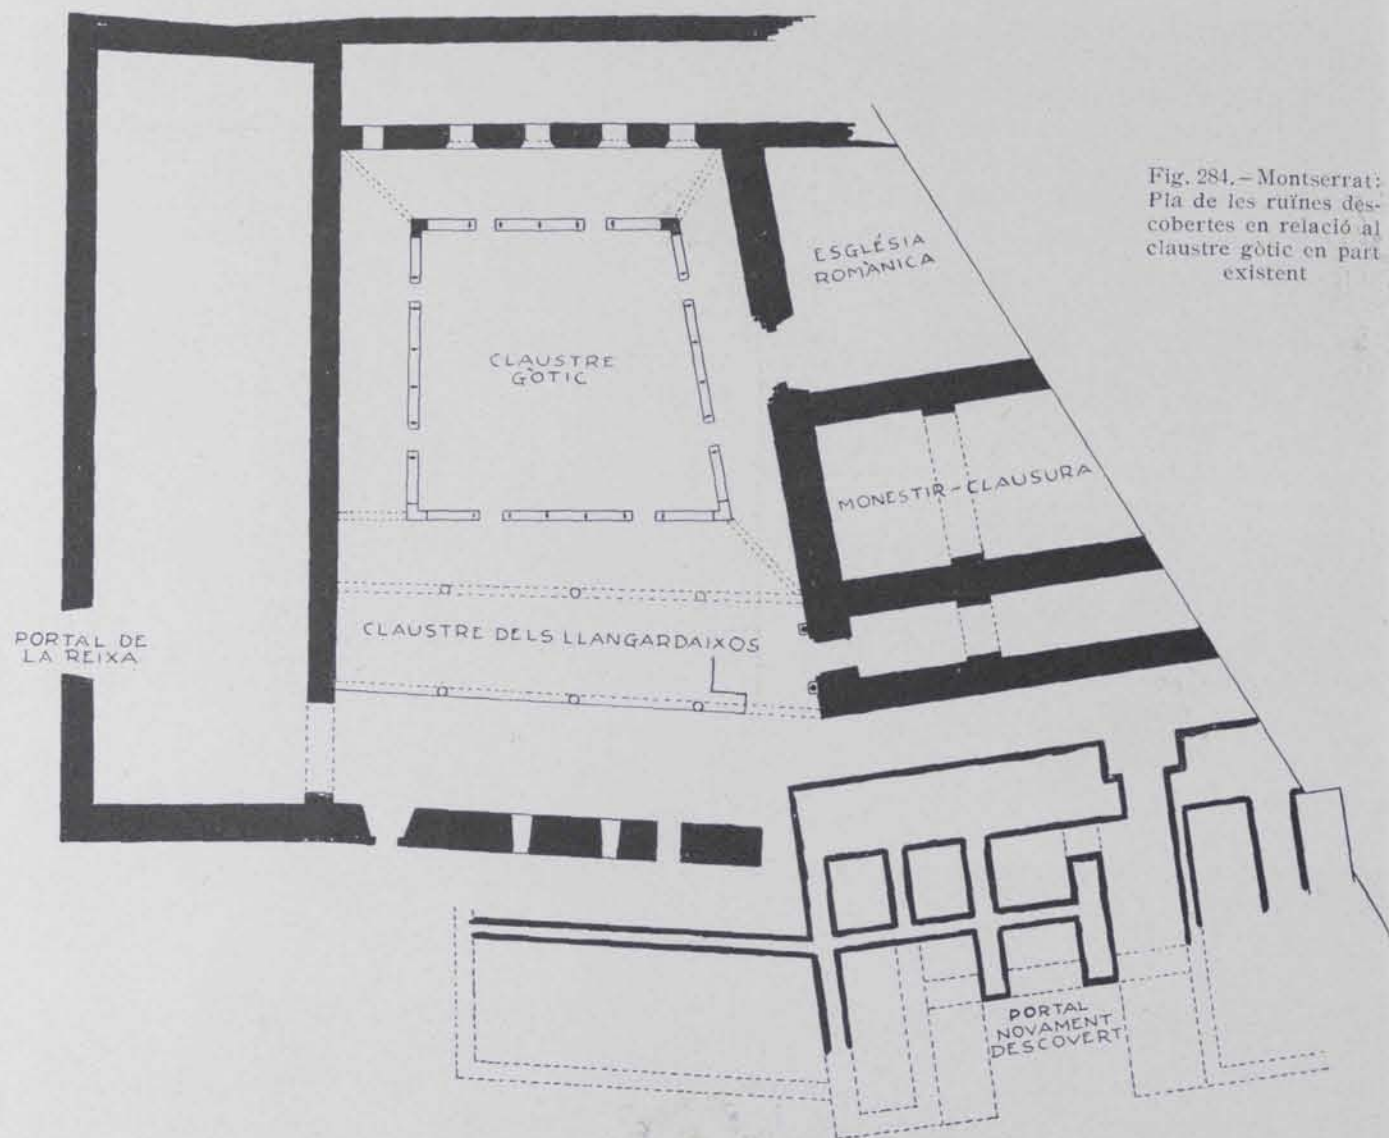 Fig. 284.—Montserrat:
Pla de les ruïnes des-
cobertes en relació al
claustre gòtic en part
existent
ESGLÉSIA
ROMÀNICA
CLAUSTRE
GÒTIC
MONESTIR-CLAUSURA
CLAUSTRE DELS LLANGARDAIXOS
PORTAL DE
LA REIXA
PORTAL
NOVAMENT
DESCOVERT